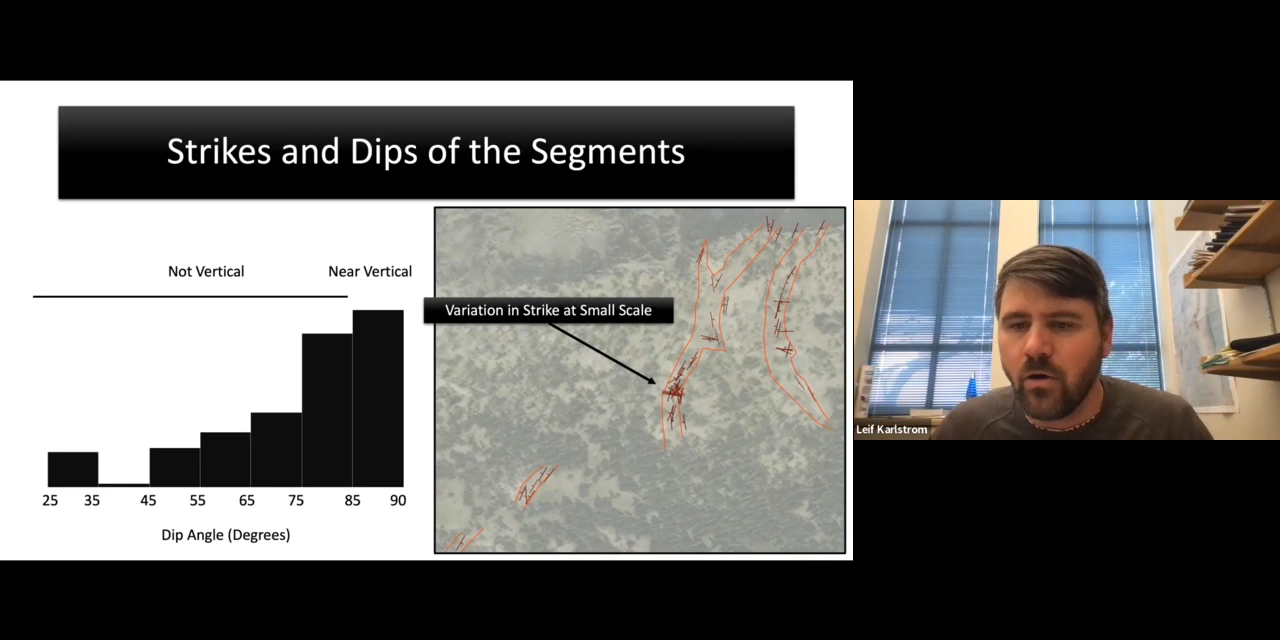 Strikes and Dips of the Segments
Not Vertical
Near Vertical
Variation in Strike at Small Scale
25 35 45 55 65 75 85 90
Dip Angle (Degrees)
Leif Karlstrom